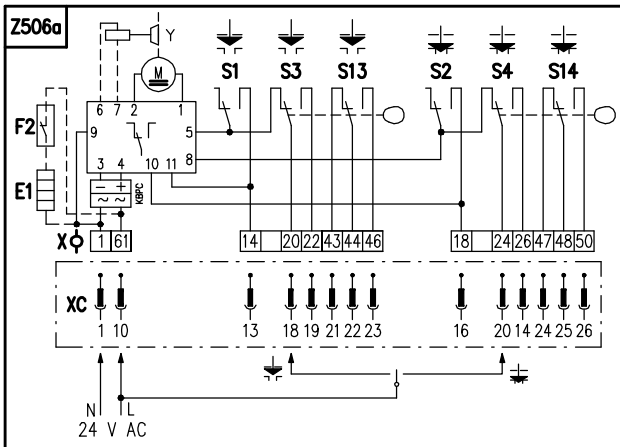 Z506a
Y
M
S1 S3 S13 S2 S4 S14
6 7 2 1
F2
9 5
8
3 4 10 11
E1
− +
~ ~
KBPC
X 1 61 14 20 22 43 44 46 18 24 26 47 48 50
XC
1 10 13 18 19 21 22 23 16 20 14 24 25 26
N L
24 V AC